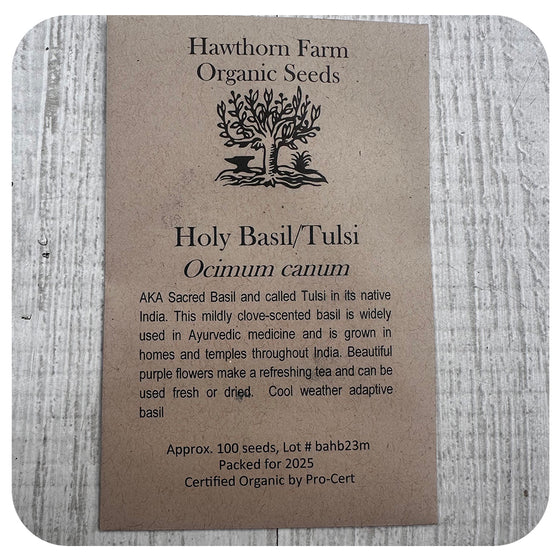 Hawthorn Farm
Organic Seeds
Holy Basil/Tulsi
Ocimum canum
AKA Sacred Basil and called Tulsi in its native
India. This mildly clove-scented basil is widely
used in Ayurvedic medicine and is grown in
homes and temples throughout India. Beautiful
purple flowers make a refreshing tea and can be
used fresh or dried. Cool weather adaptive
basil
Approx. 100 seeds, Lot # bahb23m
Packed for 2025
Certified Organic by Pro-Cert